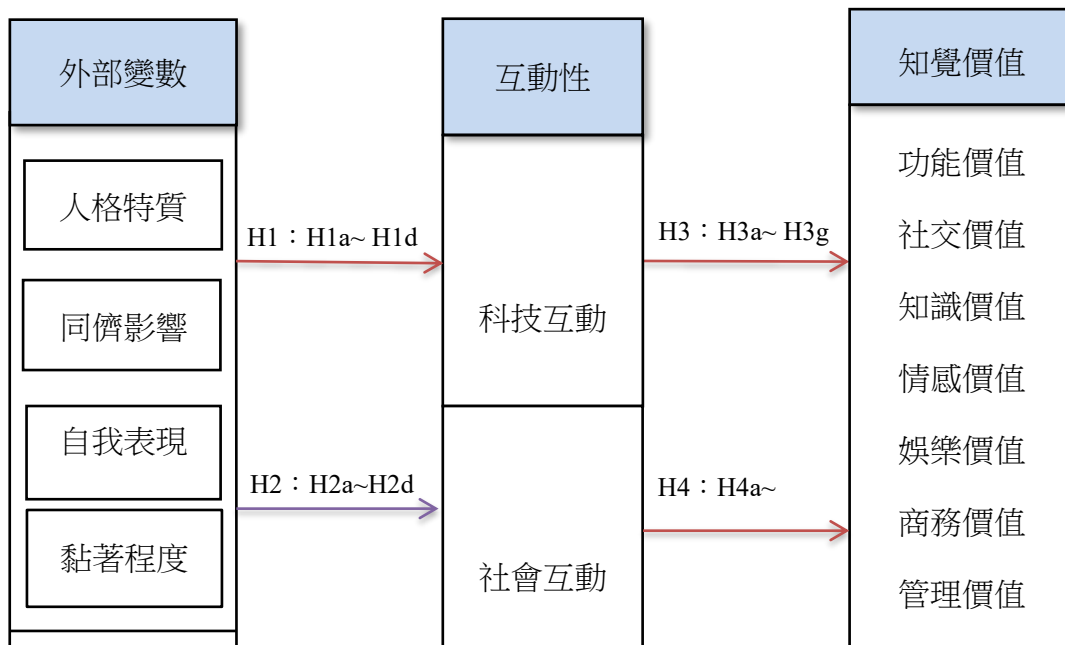 外部變數
人格特質
同儕影響
自我表現
黏著程度
H1：H1a~ H1d
H2：H2a~H2d
互動性
科技互動
社會互動
H3：H3a~ H3g
H4：H4a~
知覺價值
功能價值
社交價值
知識價值
情感價值
娛樂價值
商務價值
管理價值